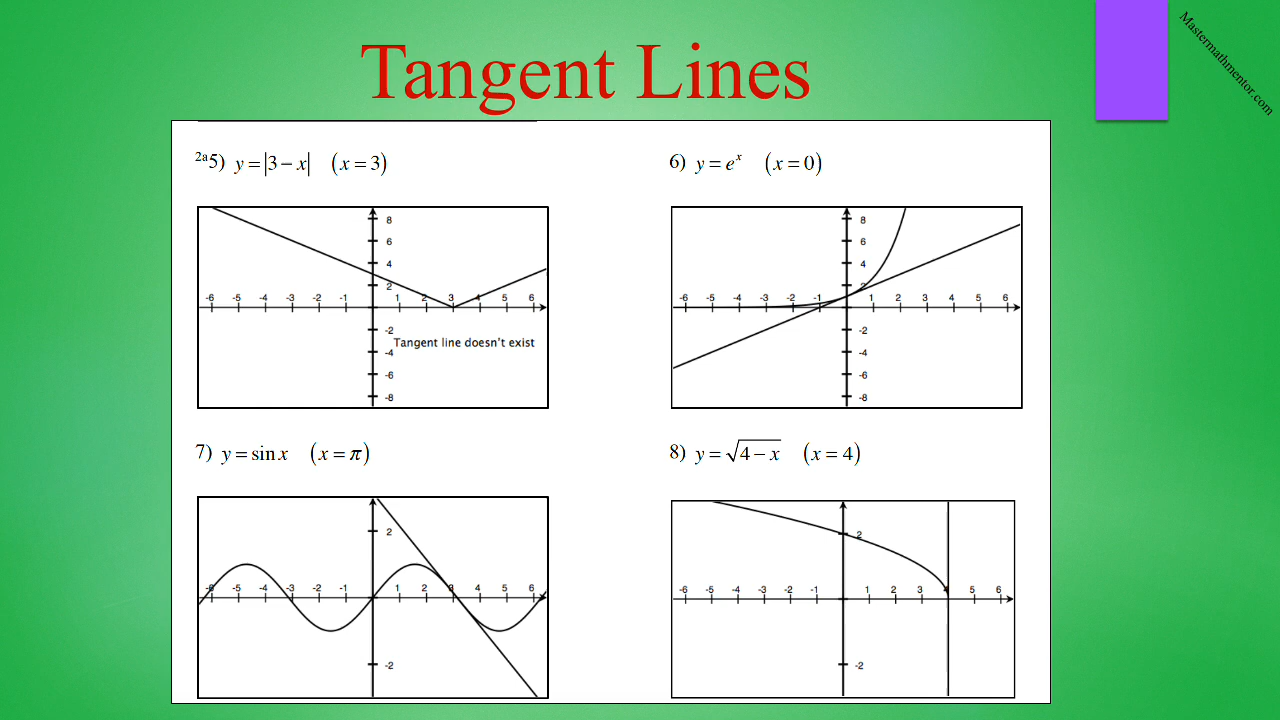 Tangent Lines
Mastermathmentor.com
2a5) y = |3 − x| (x = 3)
6) y = eˣ (x = 0)
8
6
4
2
-6 -5 -4 -3 -2 -1 1 2 3 4 5 6
-2
Tangent line doesn't exist
-4
-6
-8
8
6
4
2
-6 -5 -4 -3 -2 -1 1 2 3 4 5 6
-2
-4
-6
-8
7) y = sin x (x = π)
8) y = √(4 − x) (x = 4)
2
-6 -5 -4 -3 -2 -1 1 2 3 4 5 6
-2
2
-6 -5 -4 -3 -2 -1 1 2 3 4 5 6
-2